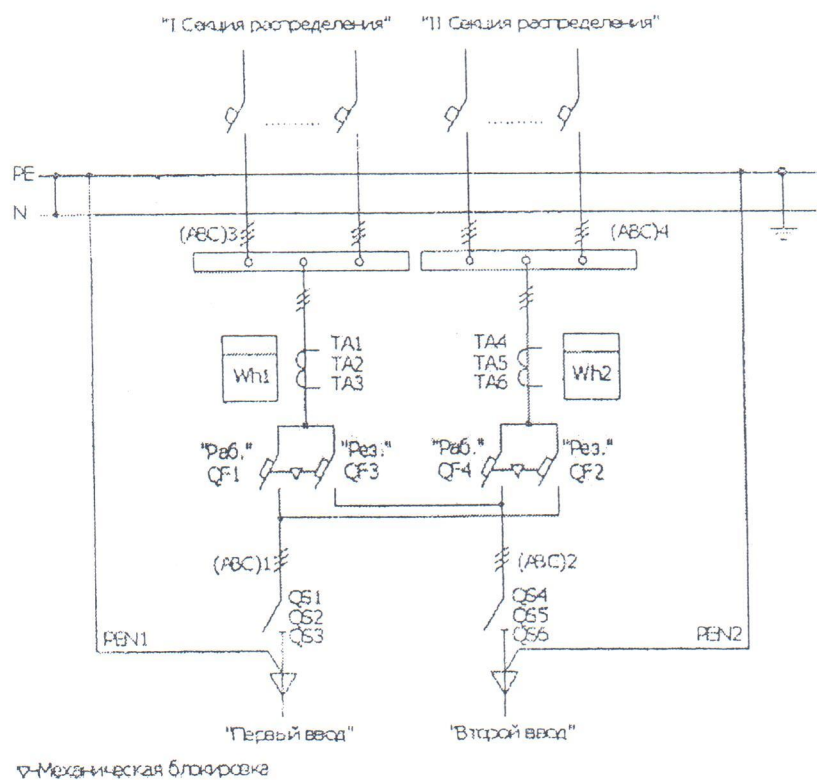 "I Секция распределения" "II Секция распределения"
PE
N
(ABC)3 (ABC)4
Wh1
TA1
TA2
TA3
TA4
TA5
TA6
Wh2
"Раб."
QF1
"Рез."
QF3
"Раб."
QF4
"Рез."
QF2
(ABC)1 (ABC)2
QS1
QS2
QS3
QS4
QS5
QS6
PEN1 PEN2
"Первый ввод" "Второй ввод"
-Механическая блокировка